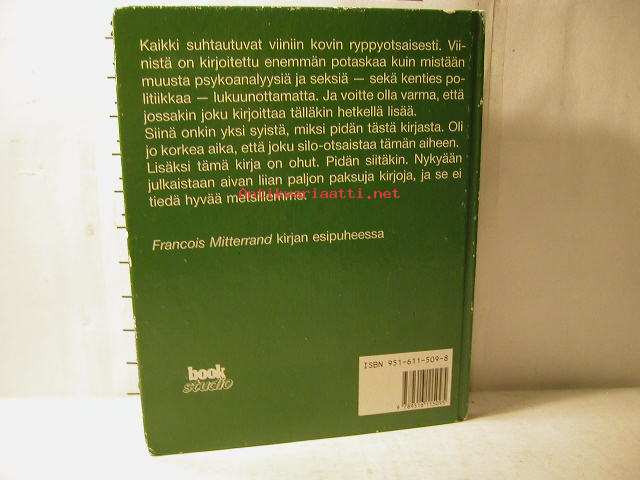 Kaikki suhtautuvat viiniin kovin ryppyotsaisesti. Vii-
nistä on kirjoitettu enemmän potaskaa kuin mistään
muusta psykoanalyysiä ja seksiä — sekä kenties po-
litiikkaa — lukuunottamatta. Ja voitte olla varma, että
jossakin joku kirjoittaa tälläkin hetkellä lisää.
Siinä onkin yksi syistä, miksi pidän tästä kirjasta. Oli
jo korkea aika, että joku silo-otsaistaa tämän aiheen.
Lisäksi tämä kirja on ohut. Pidän siitäkin. Nykyään
julkaistaan aivan liian paljon paksuja kirjoja, ja se ei
tiedä hyvää metsillemme.
Antikvariaatti.net
Francois Mitterrand kirjan esipuheessa
ISBN 951-611-509-8
book
studio